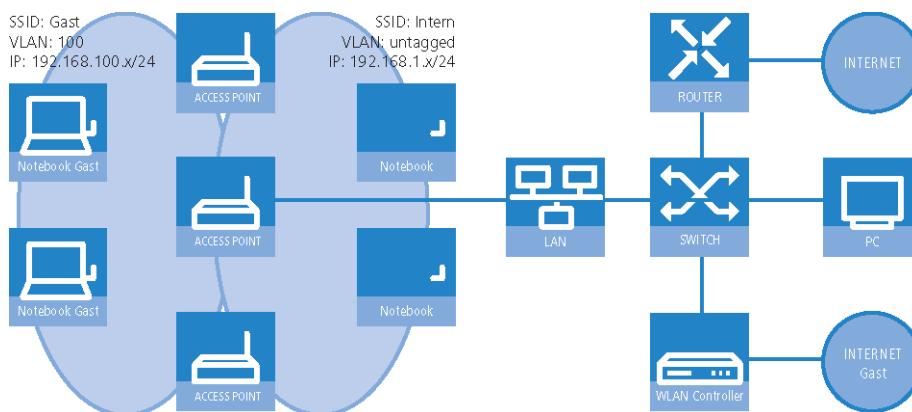 SSID: Gast
VLAN: 100
IP: 192.168.100.x/24
SSID: Intern
VLAN: untagged
IP: 192.168.1.x/24
ACCESS POINT
ROUTER
INTERNET
Notebook Gast
Notebook
ACCESS POINT
LAN
SWITCH
PC
Notebook Gast
Notebook
ACCESS POINT
WLAN Controller
INTERNET
Gast